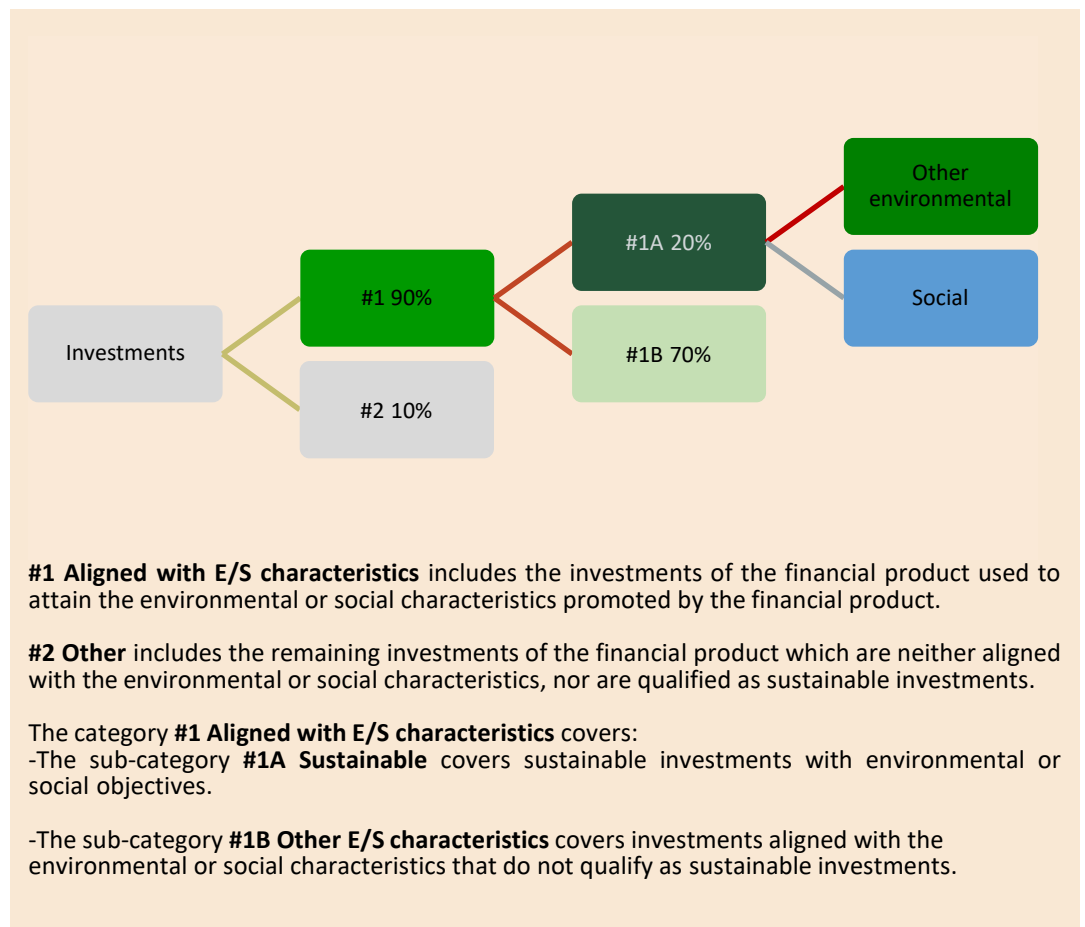 Other
environmental
#1A 20%
#1 90%
Social
Investments
#1B 70%
#2 10%
#1 Aligned with E/S characteristics includes the investments of the financial product used to
attain the environmental or social characteristics promoted by the financial product.
#2 Other includes the remaining investments of the financial product which are neither aligned
with the environmental or social characteristics, nor are qualified as sustainable investments.
The category #1 Aligned with E/S characteristics covers:
-The sub-category #1A Sustainable covers sustainable investments with environmental or
social objectives.
-The sub-category #1B Other E/S characteristics covers investments aligned with the
environmental or social characteristics that do not qualify as sustainable investments.